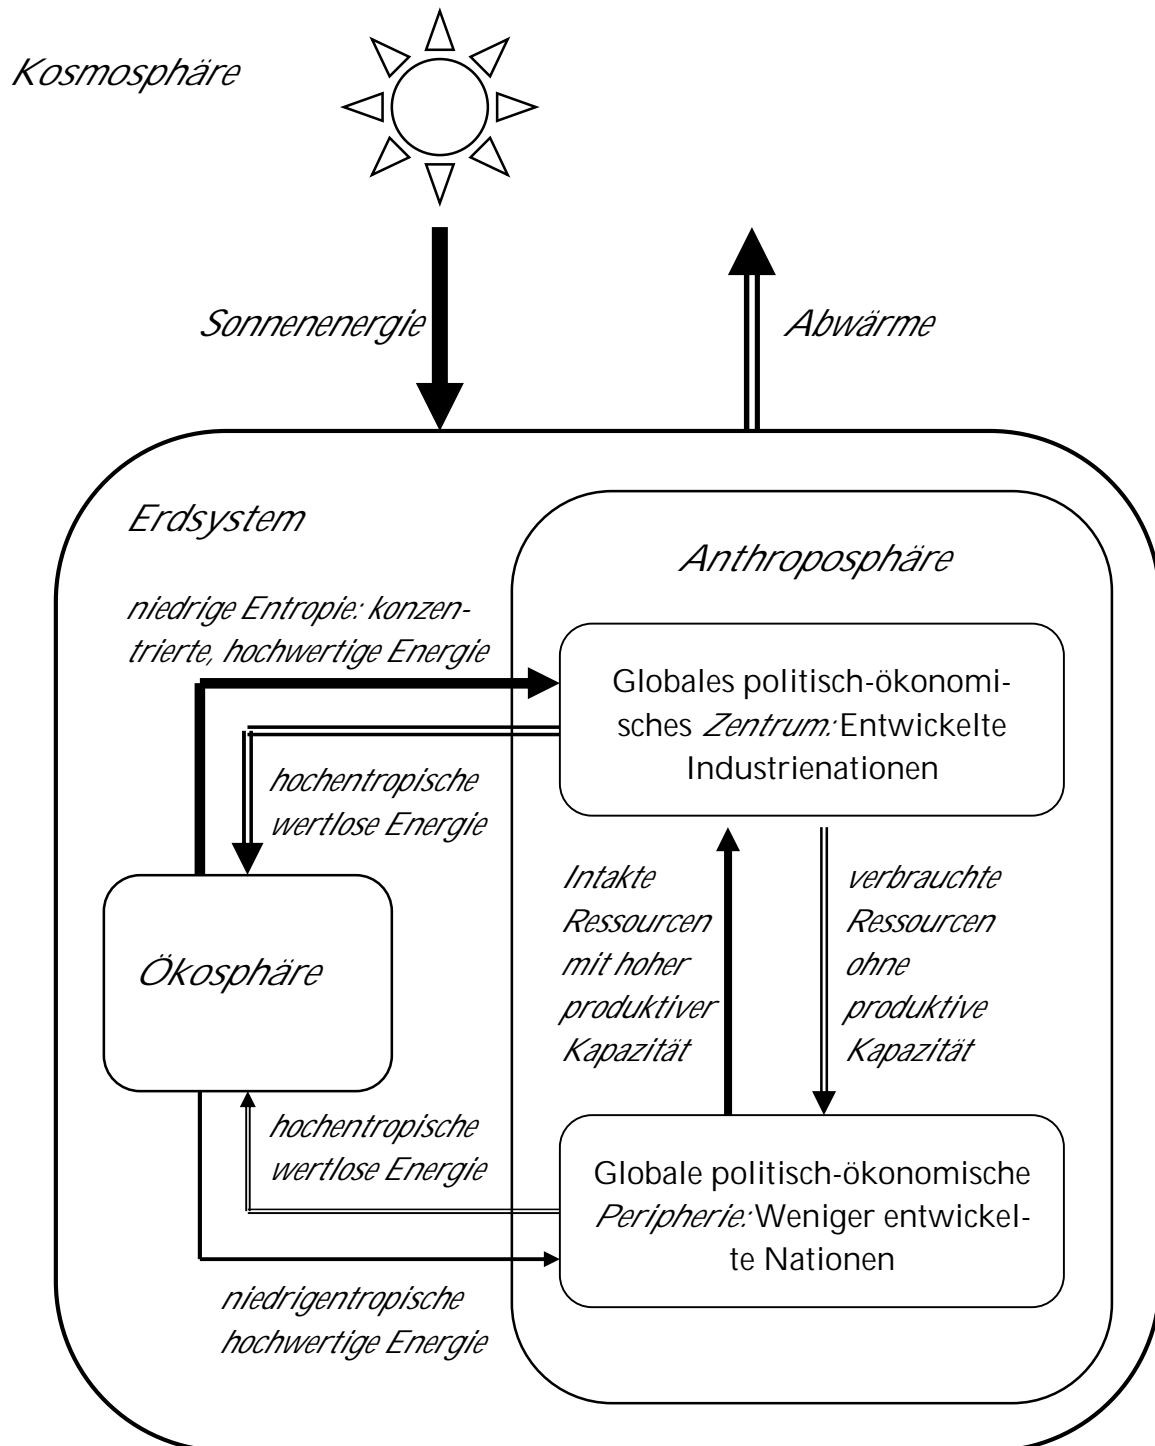 Kosmosphäre
Sonnenenergie
Abwärme
Erdsystem
Anthroposphäre
niedrige Entropie: konzen-
trierte, hochwertige Energie
Globales politisch-ökonomi-
sches Zentrum: Entwickelte
Industrienationen
hochentropische
wertlose Energie
Intakte
Ressourcen
mit hoher
produktiver
Kapazität
verbrauchte
Ressourcen
ohne
produktive
Kapazität
Ökosphäre
hochentropische
wertlose Energie
Globale politisch-ökonomische
Peripherie: Weniger entwickel-
te Nationen
niedrigentropische
hochwertige Energie